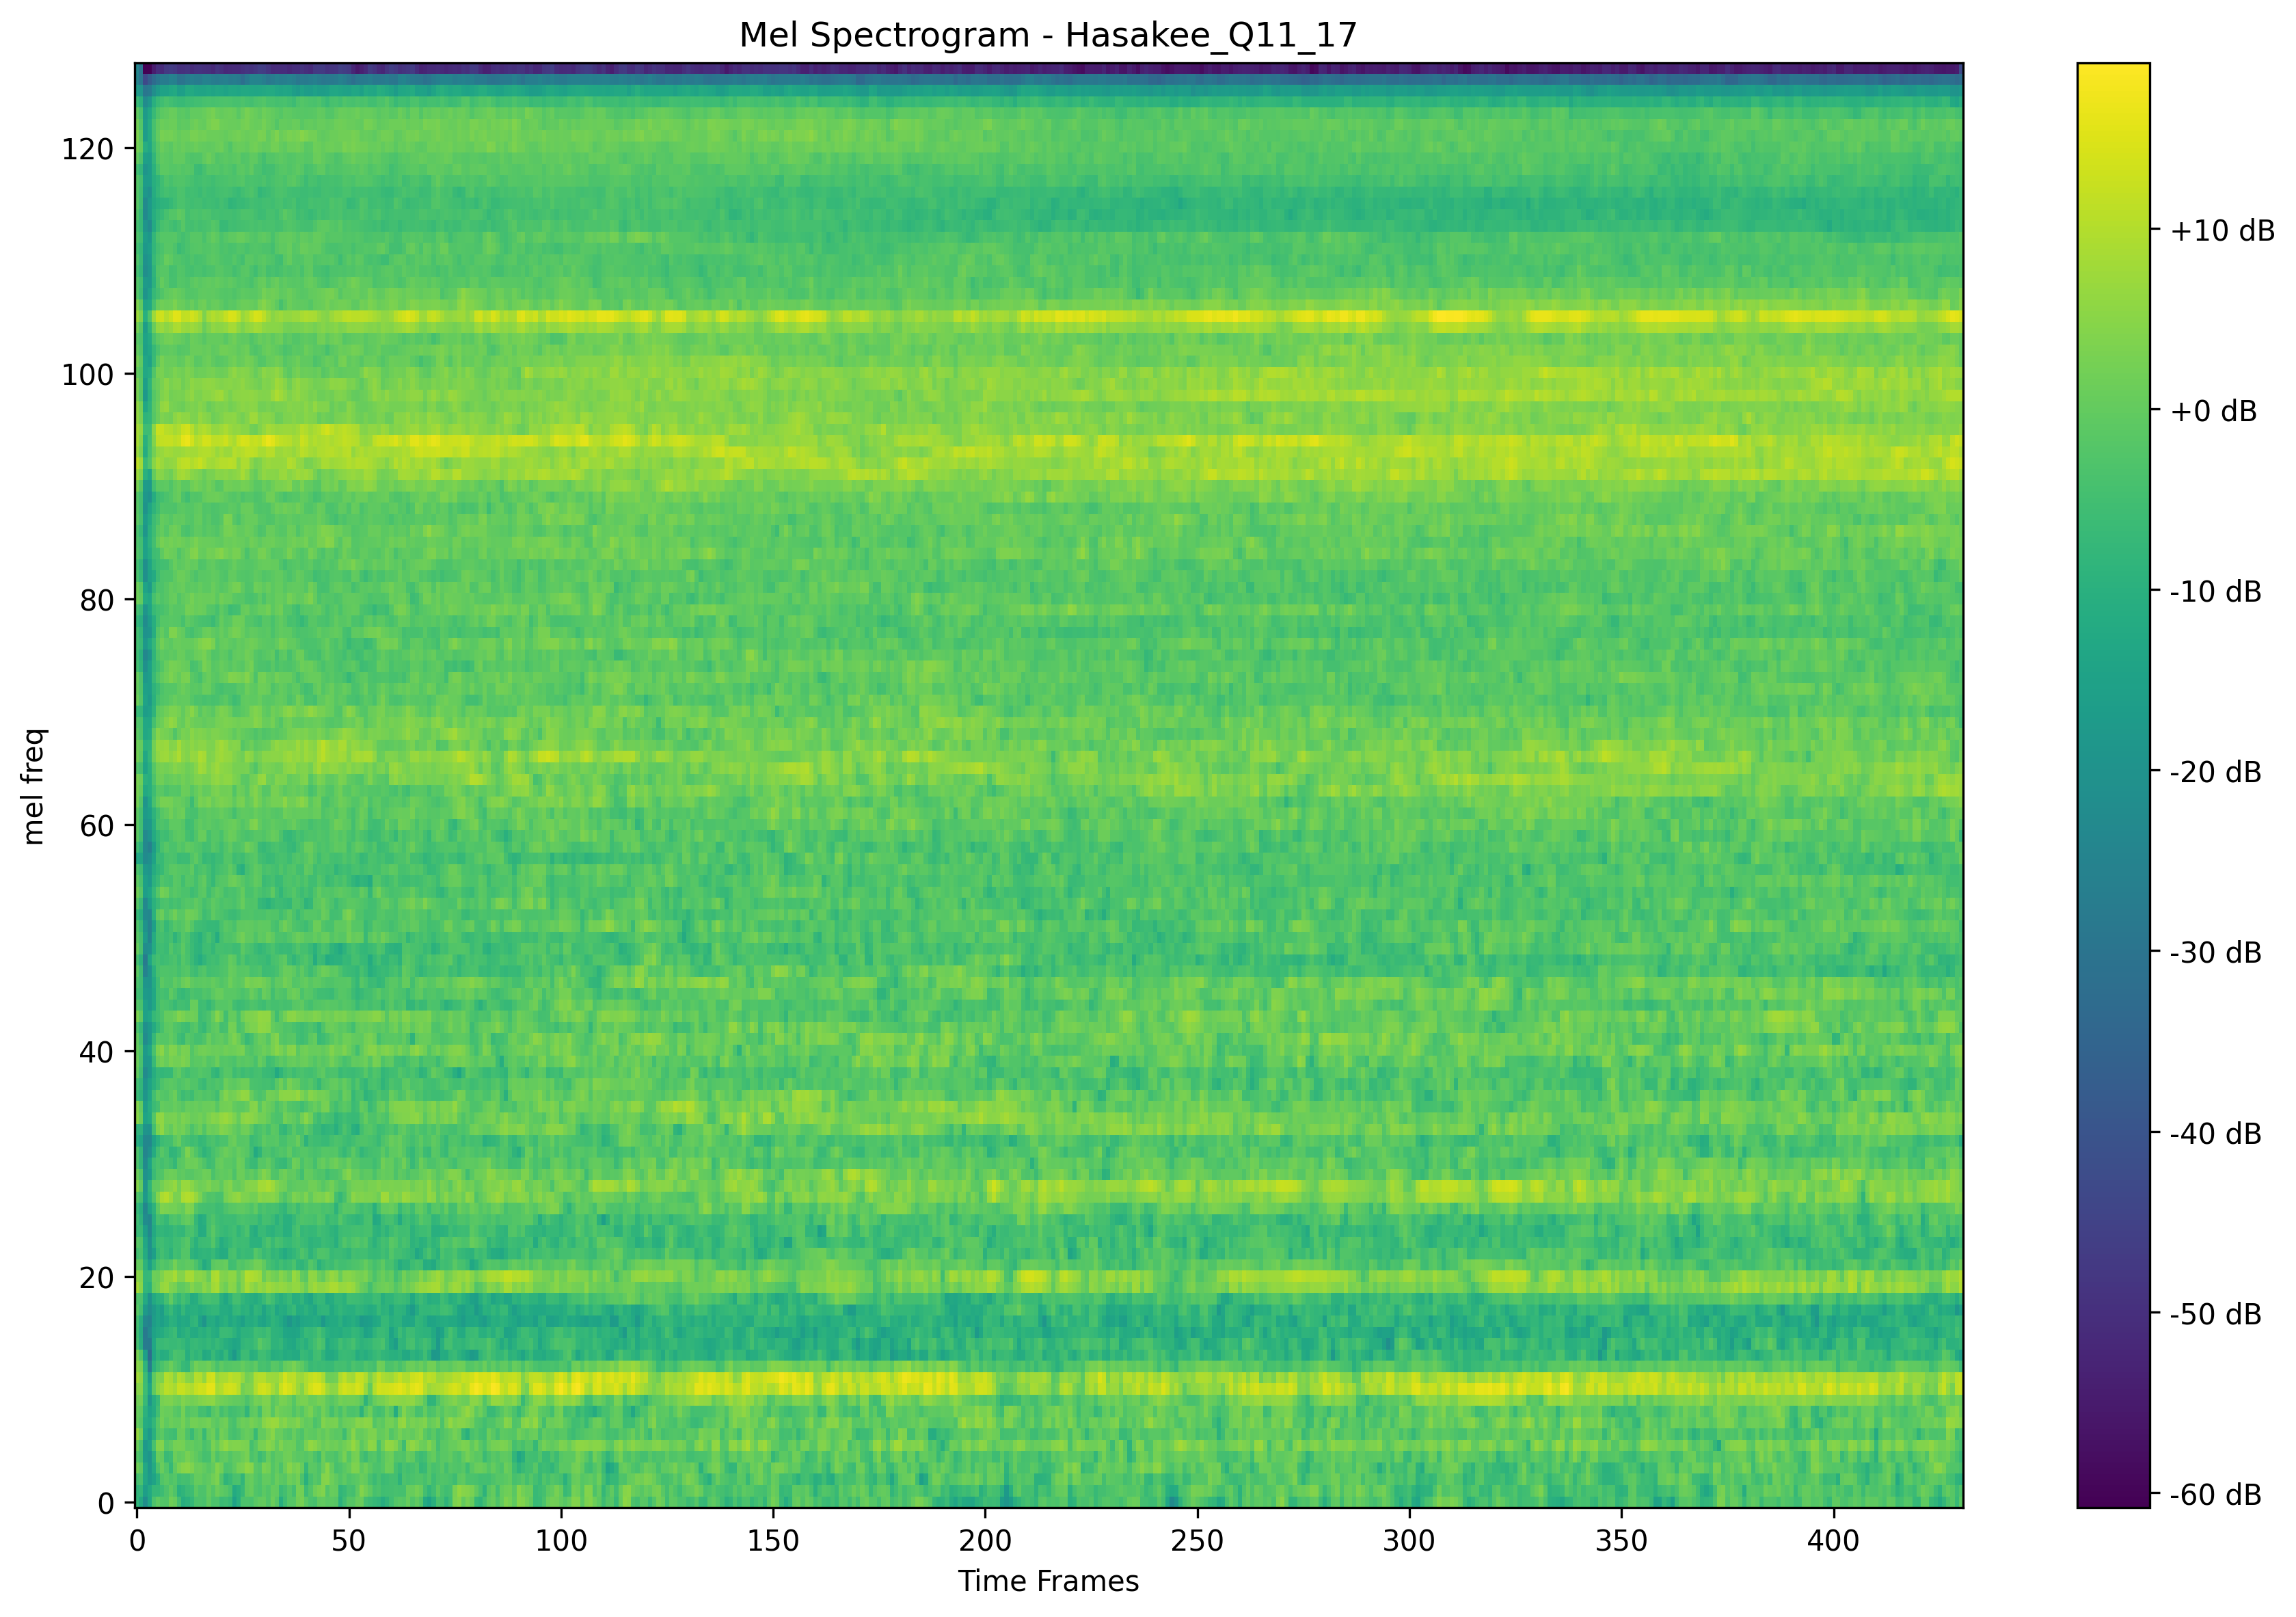 Mel Spectrogram - Hasakee_Q11_17
120
100
80
60
40
20
0
mel freq
0 50 100 150 200 250 300 350 400
Time Frames
+10 dB
+0 dB
-10 dB
-20 dB
-30 dB
-40 dB
-50 dB
-60 dB